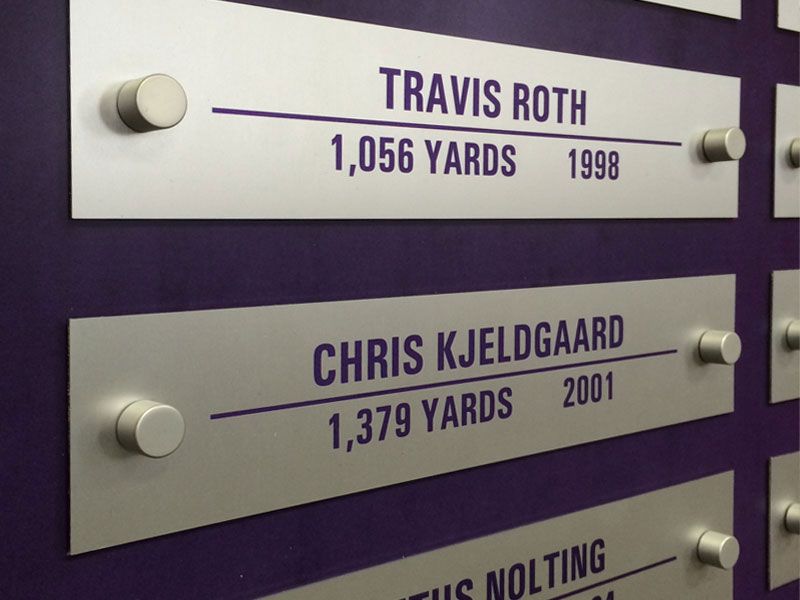 TRAVIS ROTH
1,056 YARDS 1998
CHRIS KJELDGAARD
1,379 YARDS 2001
NOLTING